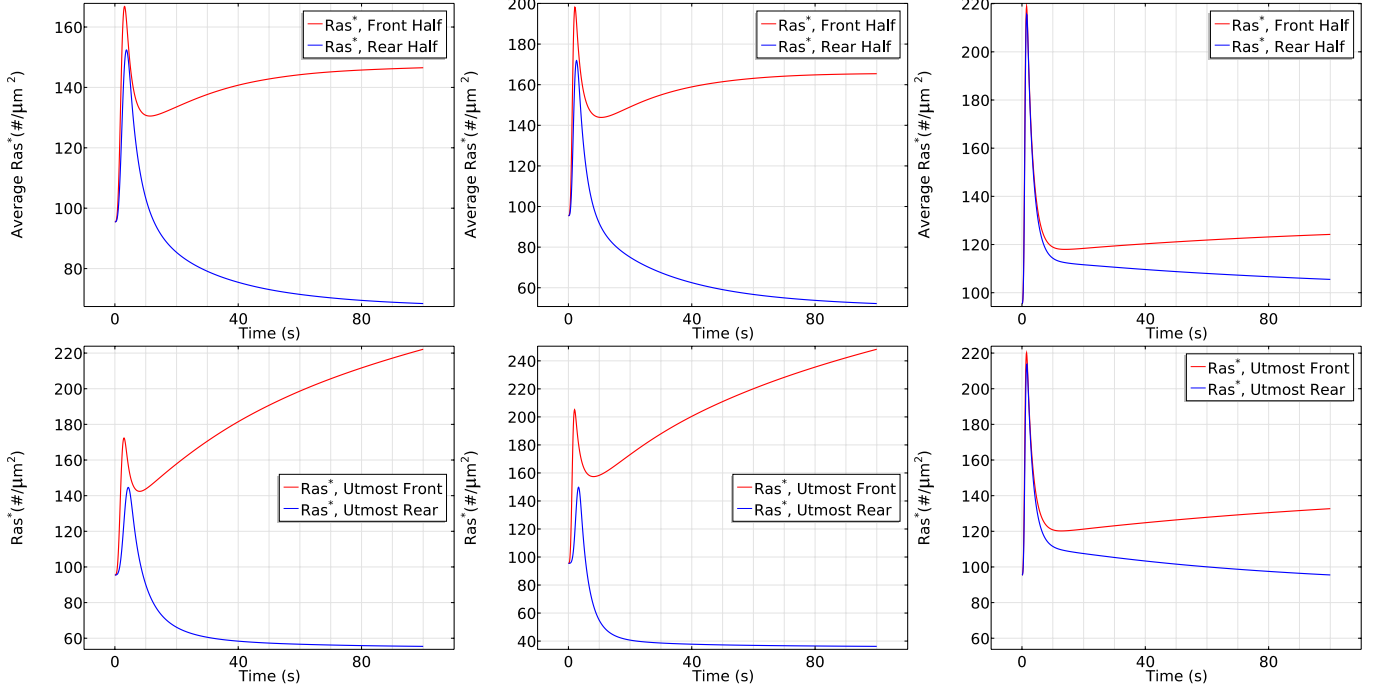 Ras*, Front Half
Ras*, Rear Half
Average Ras*(#/μm²)
160
140
120
100
80
0
40
80
Time (s)
Ras*, Front Half
Ras*, Rear Half
Average Ras*(#/μm²)
200
180
160
140
120
100
80
60
0
40
80
Time (s)
Ras*, Front Half
Ras*, Rear Half
Average Ras*(#/μm²)
220
200
180
160
140
120
100
0
40
80
Time (s)
Ras*, Utmost Front
Ras*, Utmost Rear
Ras*(#/μm²)
220
200
180
160
140
120
100
80
60
0
40
80
Time (s)
Ras*, Utmost Front
Ras*, Utmost Rear
Ras*(#/μm²)
240
220
200
180
160
140
120
100
80
60
40
0
40
80
Time (s)
Ras*, Utmost Front
Ras*, Utmost Rear
Ras*(#/μm²)
220
200
180
160
140
120
100
80
60
0
40
80
Time (s)